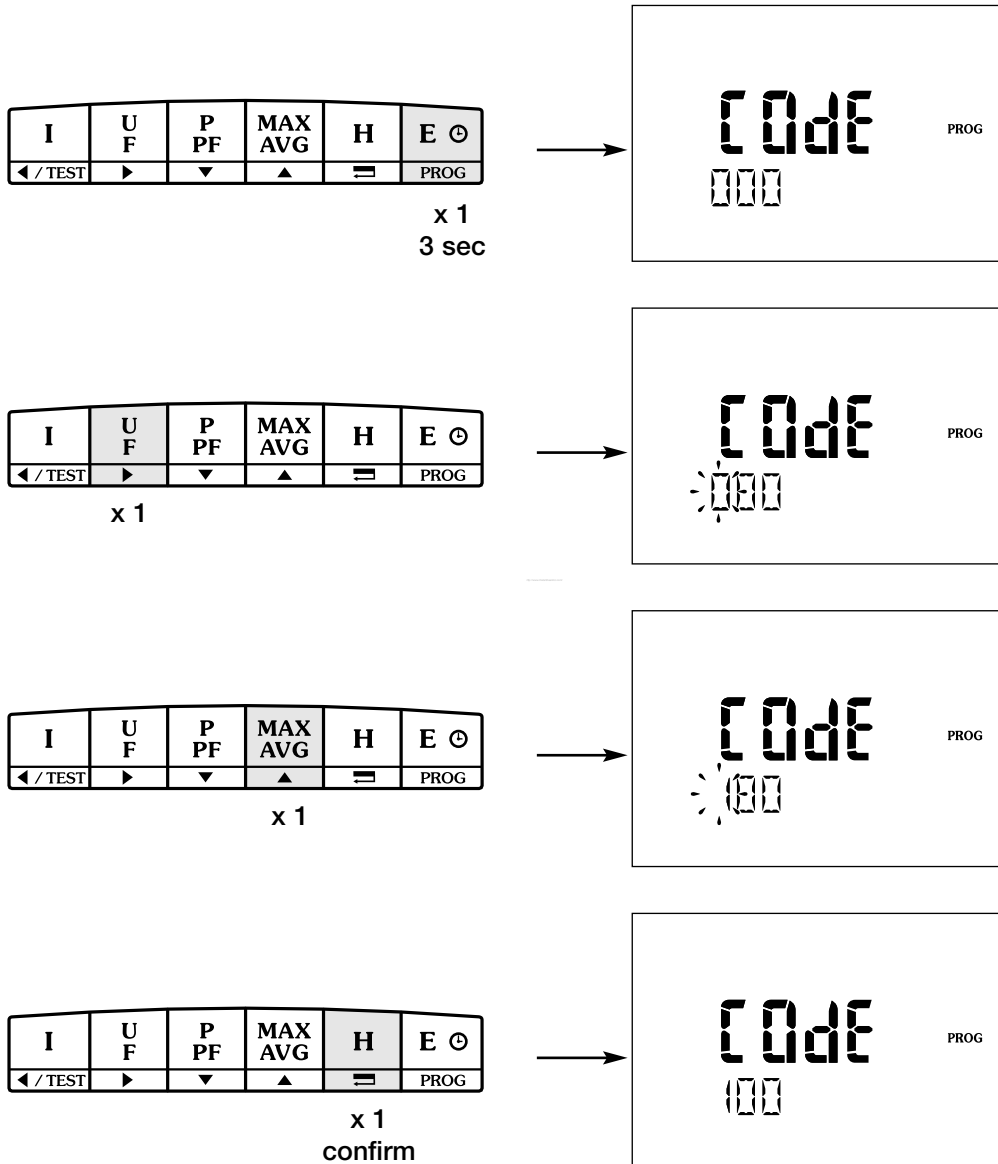 I U F P PF MAX AVG H E
/ TEST PROG
x 1
3 sec
COdE
PROG
000
I U F P PF MAX AVG H E
/ TEST PROG
x 1
COdE
PROG
000
I U F P PF MAX AVG H E
/ TEST PROG
x 1
COdE
PROG
100
I U F P PF MAX AVG H E
/ TEST PROG
x 1
confirm
COdE
PROG
100